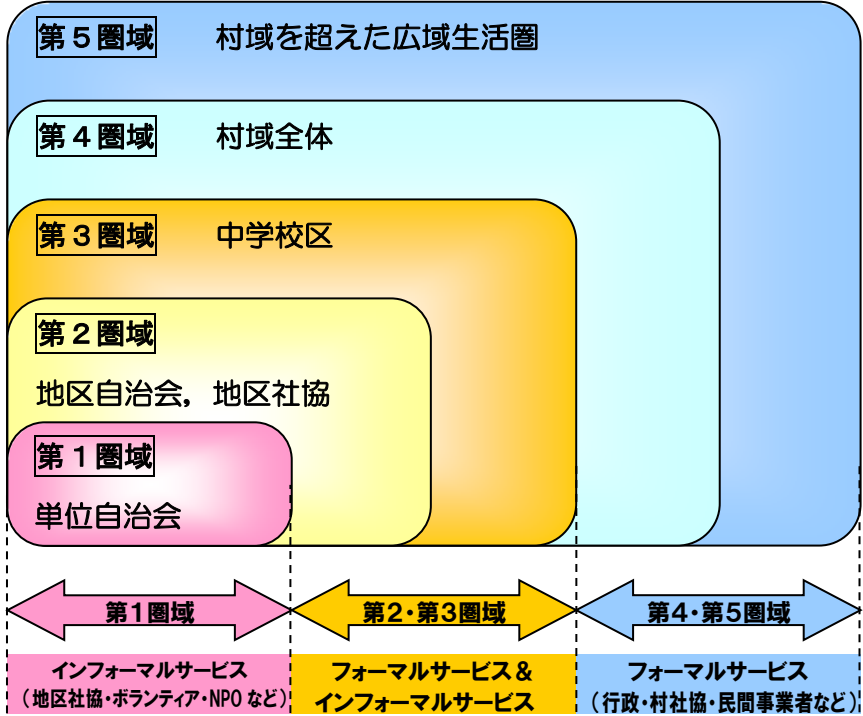 第５圏域 村域を超えた広域生活圏
第４圏域 村域全体
第３圏域 中学校区
第２圏域
地区自治会，地区社協
第１圏域
単位自治会
第1圏域 第2・第3圏域 第4・第5圏域
インフォーマルサービス
（地区社協・ボランティア・NPOなど）
フォーマルサービス＆
インフォーマルサービス
フォーマルサービス
（行政・村社協・民間事業者など）